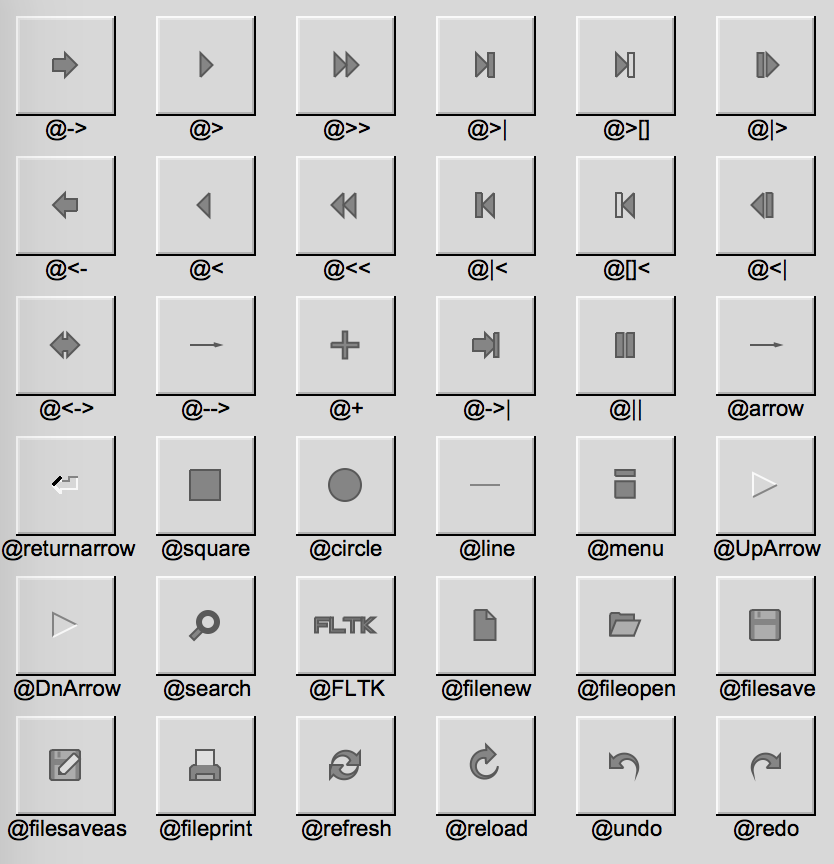 @-> @> @>> @>| @>[] @|>
@<- @< @<< @|< @[]< @<|
@<-> @--> @+ @->| @|| @arrow
@returnarrow @square @circle @line @menu @UpArrow
FLTK
@DnArrow @search @FLTK @filenew @fileopen @filesave
@filesaveas @fileprint @refresh @reload @undo @redo